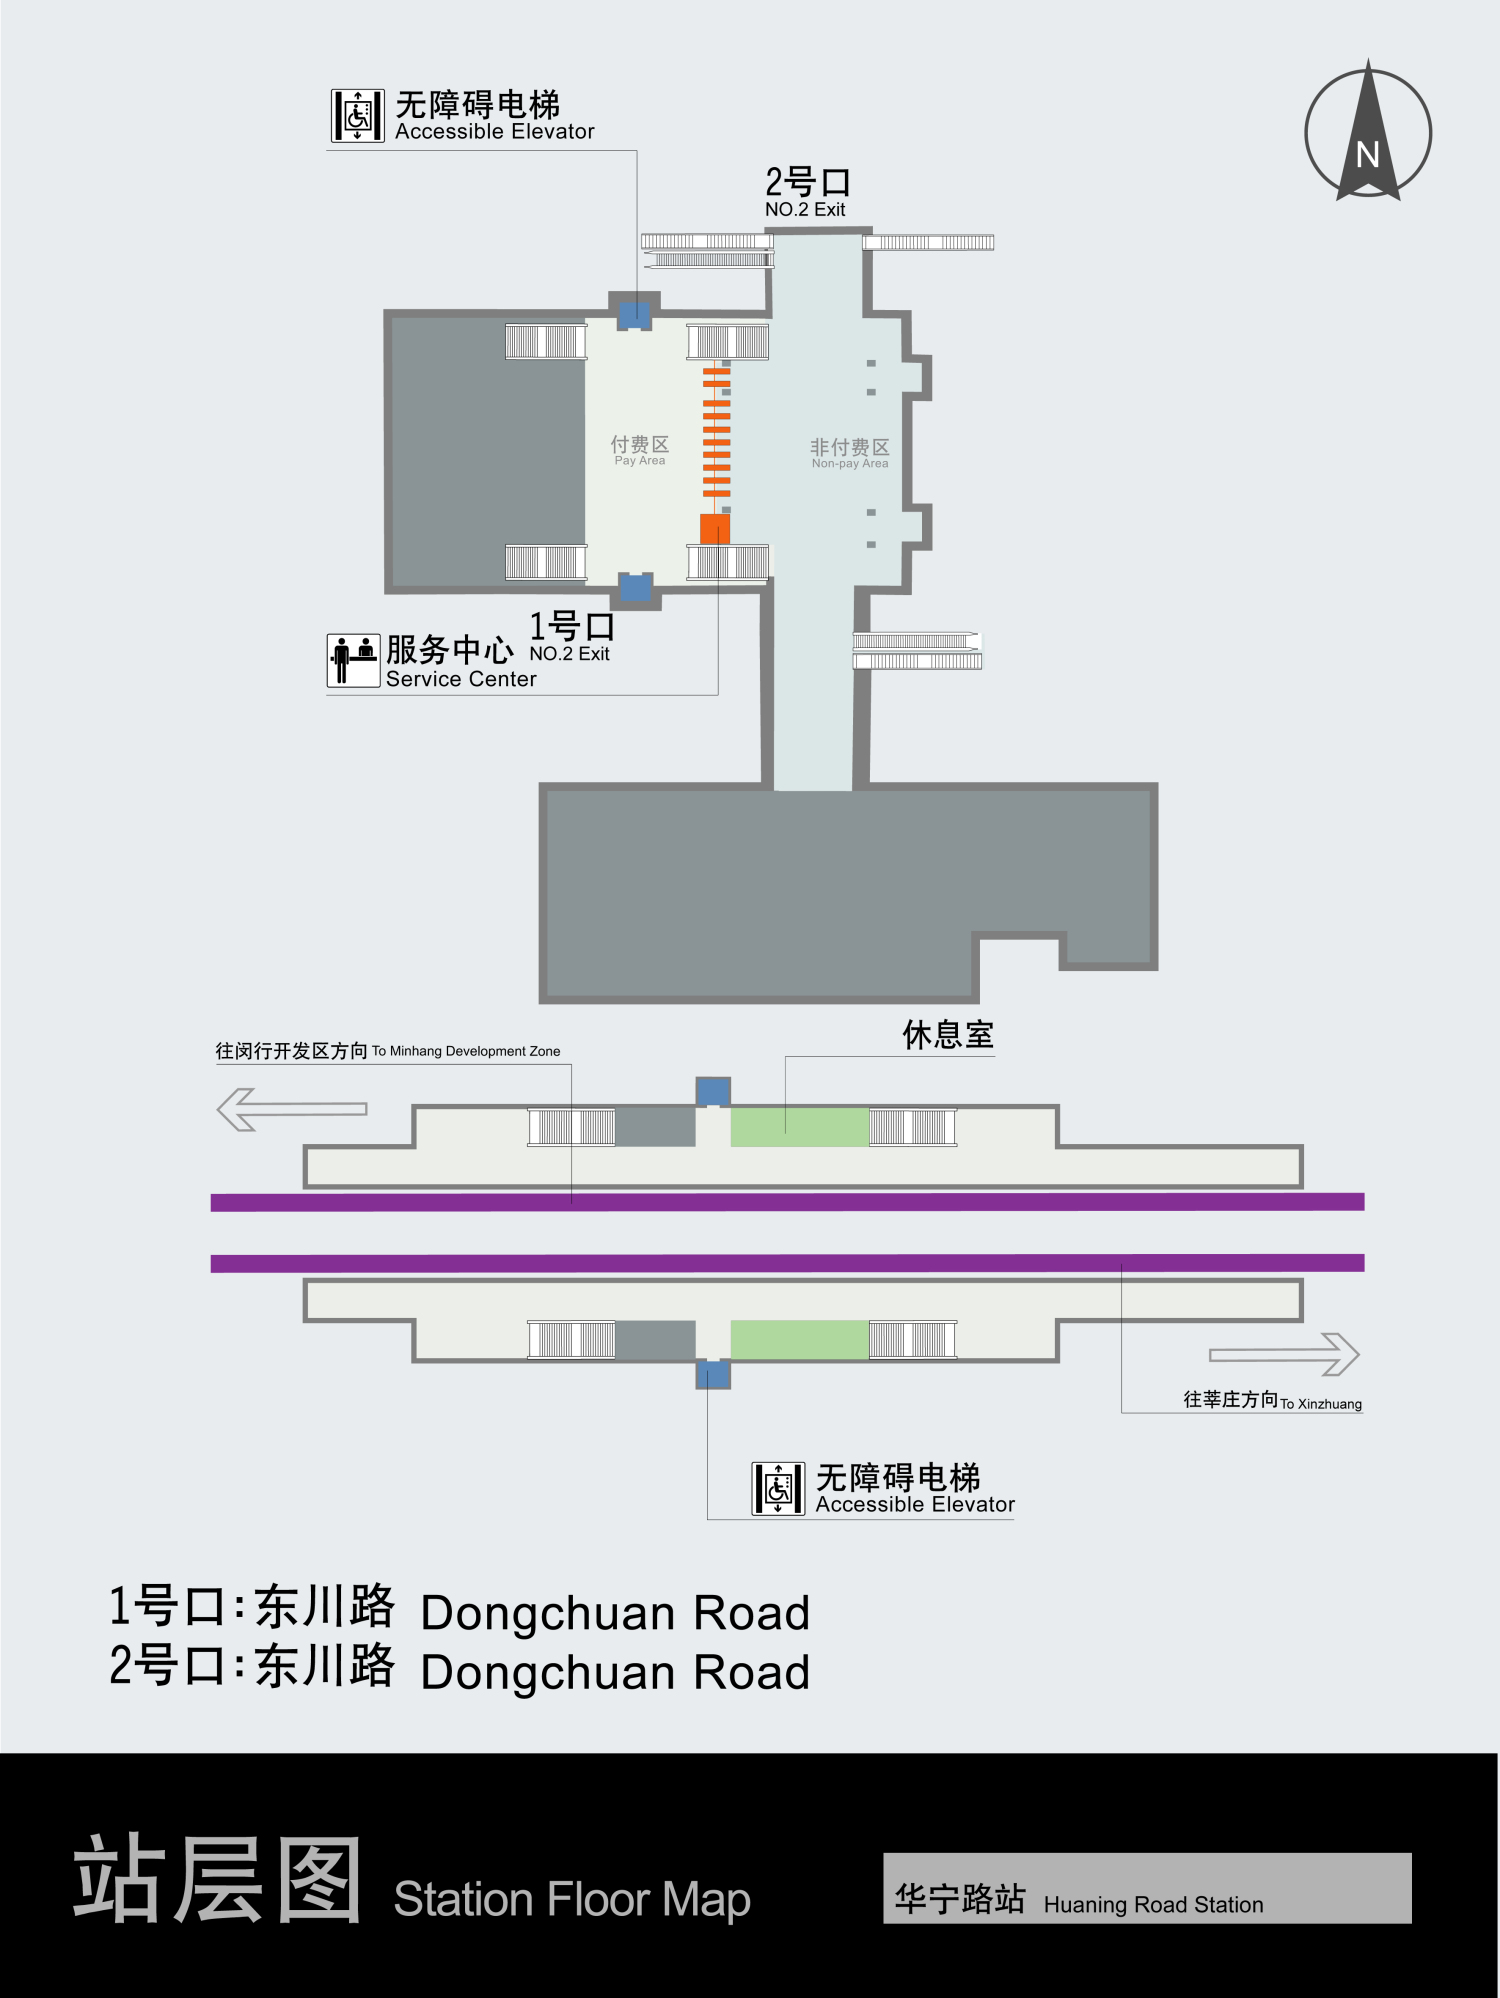 无障碍电梯
Accessible Elevator
N
2号口
NO.2 Exit
付费区
Pay Area
非付费区
Non-pay Area
1号口
NO.2 Exit
服务中心
Service Center
休息室
往闵行开发区方向 To Minhang Development Zone
往莘庄方向 To Xinzhuang
无障碍电梯
Accessible Elevator
1号口:东川路 Dongchuan Road
2号口:东川路 Dongchuan Road
站层图 Station Floor Map
华宁路站 Huaning Road Station